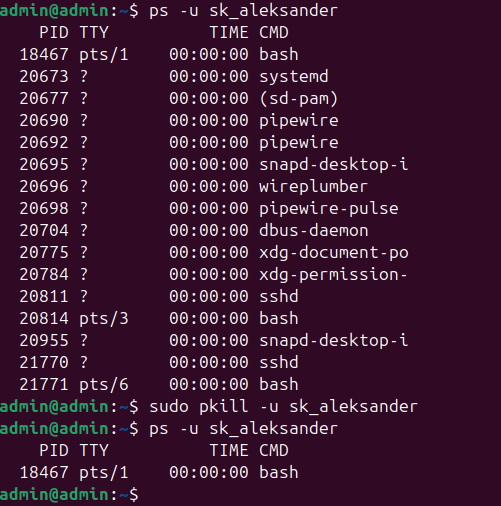 admin@admin:~$ ps -u sk_aleksander
    PID TTY          TIME CMD
  18467 pts/1    00:00:00 bash
  20673 ?        00:00:00 systemd
  20677 ?        00:00:00 (sd-pam)
  20690 ?        00:00:00 pipewire
  20692 ?        00:00:00 pipewire
  20695 ?        00:00:00 snapd-desktop-i
  20696 ?        00:00:00 wireplumber
  20698 ?        00:00:00 pipewire-pulse
  20704 ?        00:00:00 dbus-daemon
  20775 ?        00:00:00 xdg-document-po
  20784 ?        00:00:00 xdg-permission-
  20811 ?        00:00:00 sshd
  20814 pts/3    00:00:00 bash
  20955 ?        00:00:00 snapd-desktop-i
  21770 ?        00:00:00 sshd
  21771 pts/6    00:00:00 bash
admin@admin:~$ sudo pkill -u sk_aleksander
admin@admin:~$ ps -u sk_aleksander
    PID TTY          TIME CMD
  18467 pts/1    00:00:00 bash
admin@admin:~$